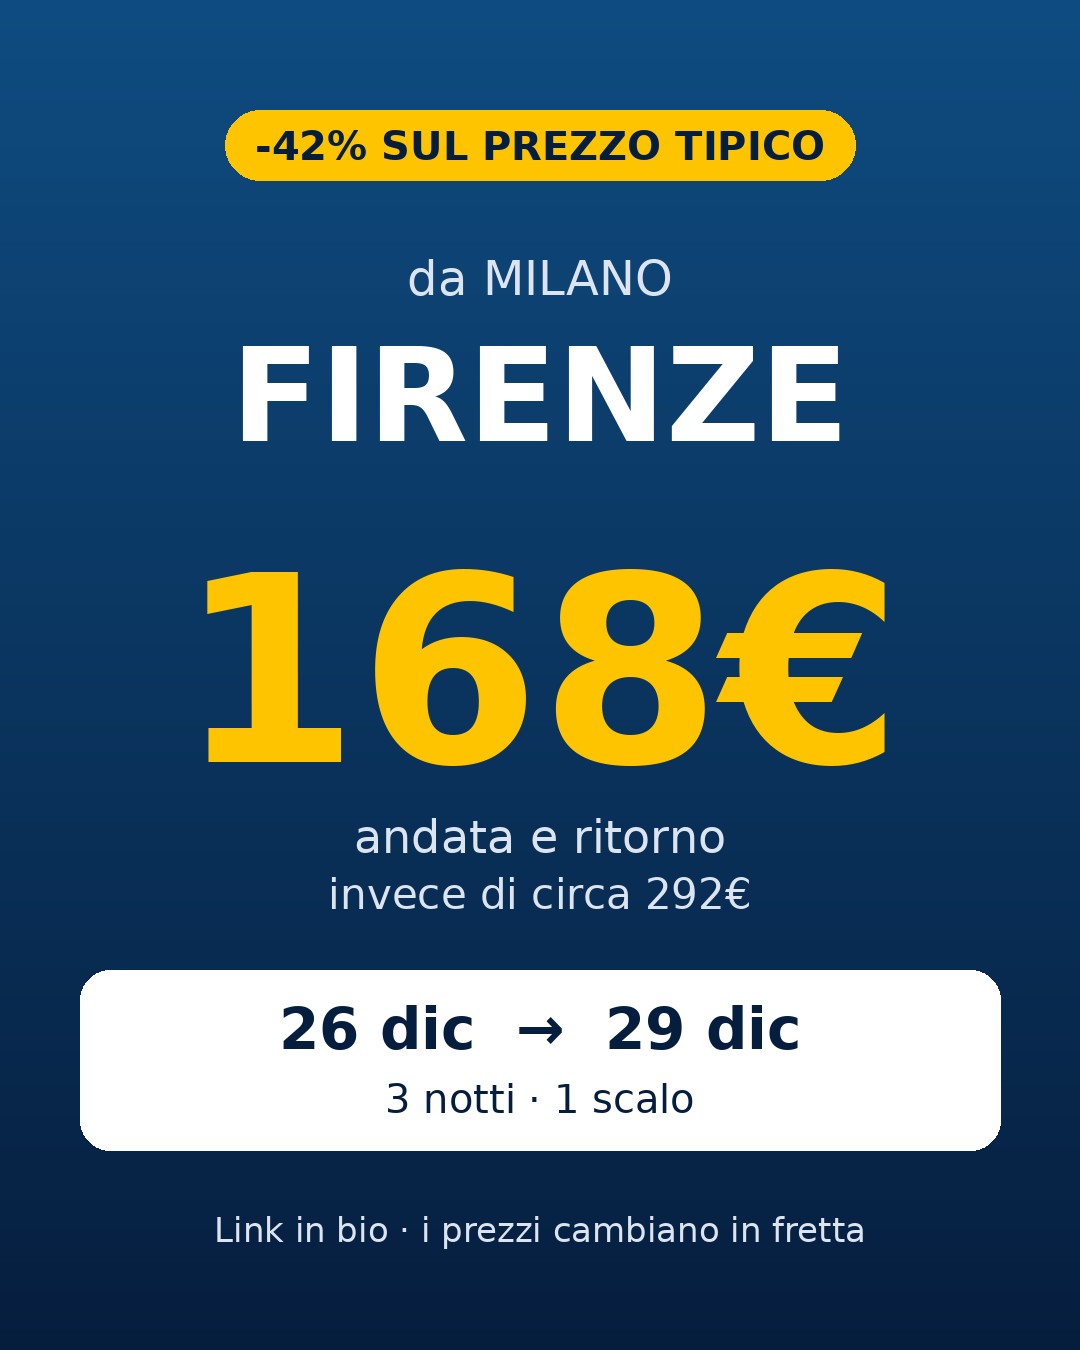 -42% SUL PREZZO TIPICO
da MILANO
FIRENZE
168€
andata e ritorno
invece di circa 292€
26 dic → 29 dic
3 notti · 1 scalo
Link in bio · i prezzi cambiano in fretta